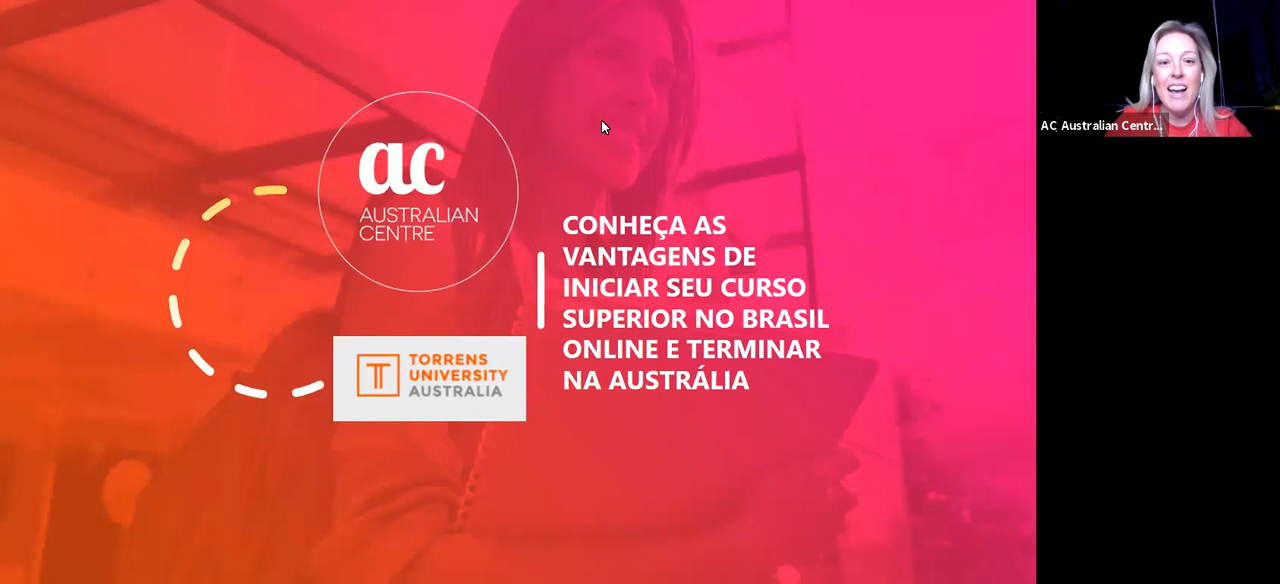 ac
AUSTRALIAN
CENTRE
TORRENS
UNIVERSITY
AUSTRALIA
CONHEÇA AS
VANTAGENS DE
INICIAR SEU CURSO
SUPERIOR NO BRASIL
ONLINE E TERMINAR
NA AUSTRÁLIA
AC Australian Centr...